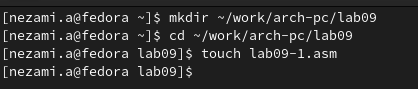 [nezami.a@fedora ~]$ mkdir ~/work/arch-pc/lab09
[nezami.a@fedora ~]$ cd ~/work/arch-pc/lab09
[nezami.a@fedora lab09]$ touch lab09-1.asm
[nezami.a@fedora lab09]$